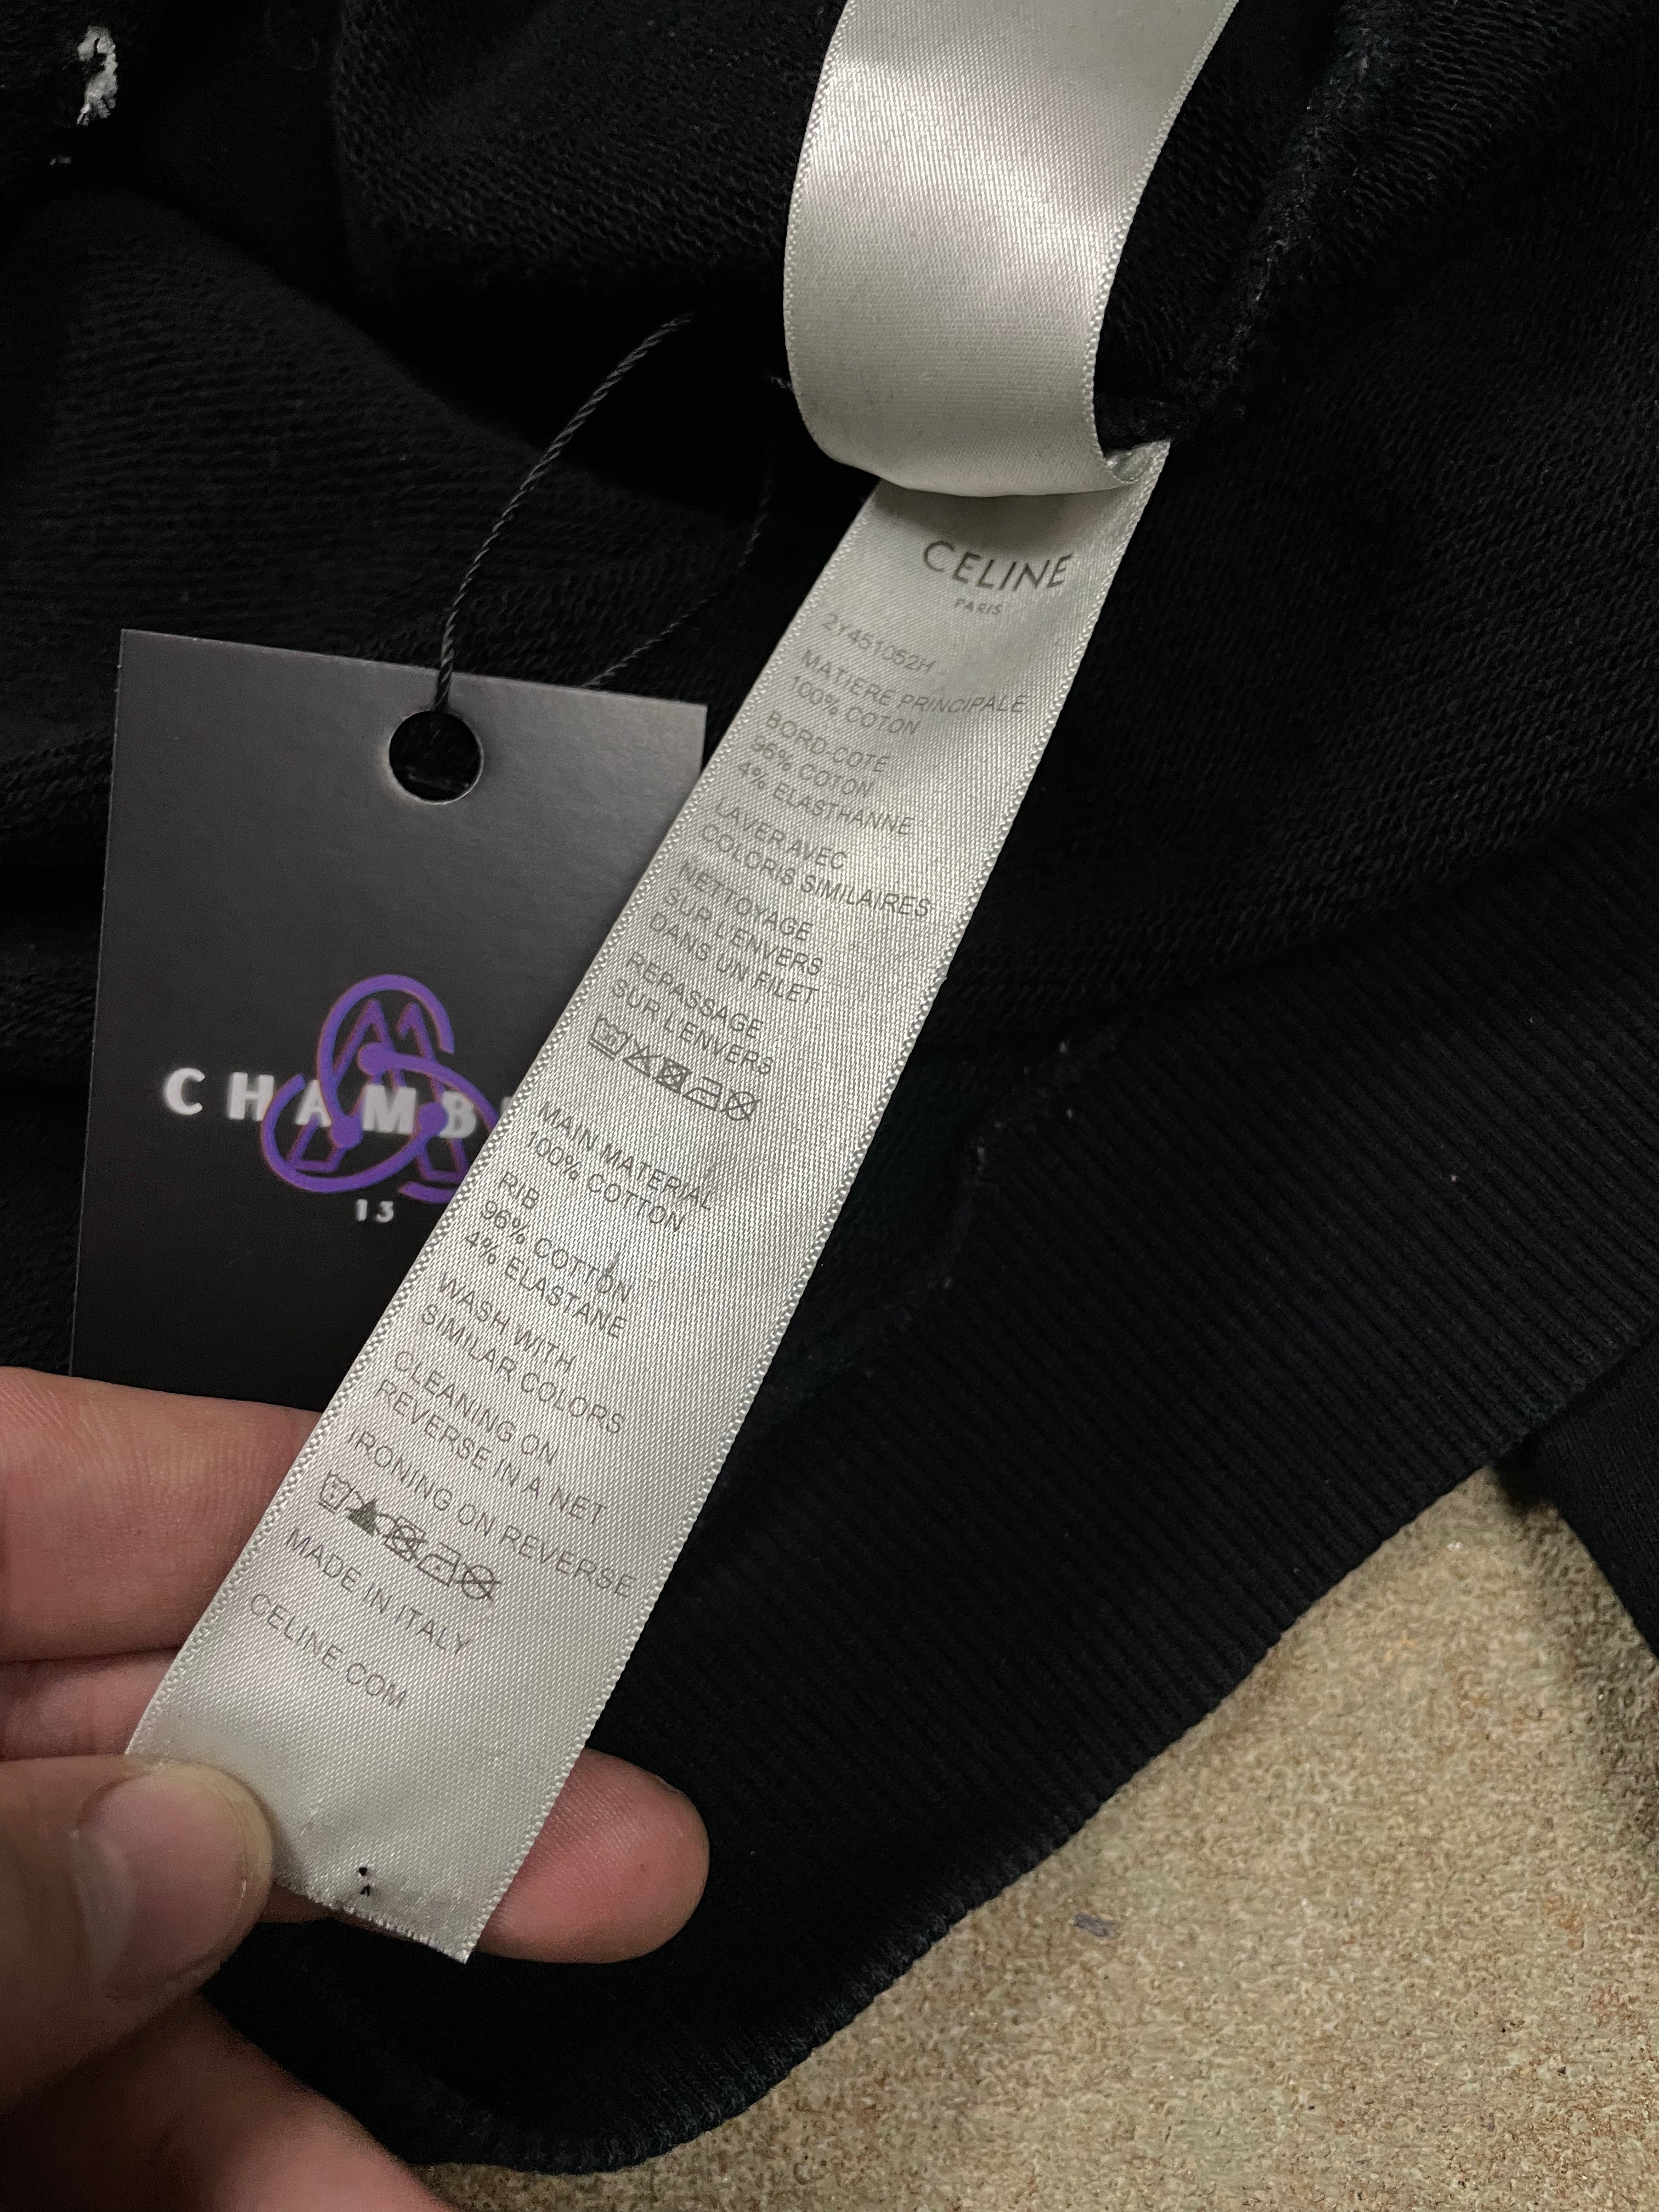 CELINE
PARIS
2Y451052H
MATIERE PRINCIPALE
100% COTON
BORD-COTE
96% COTON
4% ELASTHANNE
LAVER AVEC
COLORIS SIMILAIRES
NETTOYAGE
SUR L'ENVERS
DANS UN FILET
REPASSAGE
SUR L'ENVERS
MAIN MATERIAL
100% COTTON
RIB
96% COTTON
4% ELASTANE
WASH WITH
SIMILAR COLORS
CLEANING ON
REVERSE IN A NET
IRONING ON REVERSE
MADE IN ITALY
CELINE.COM
CHAMB
13